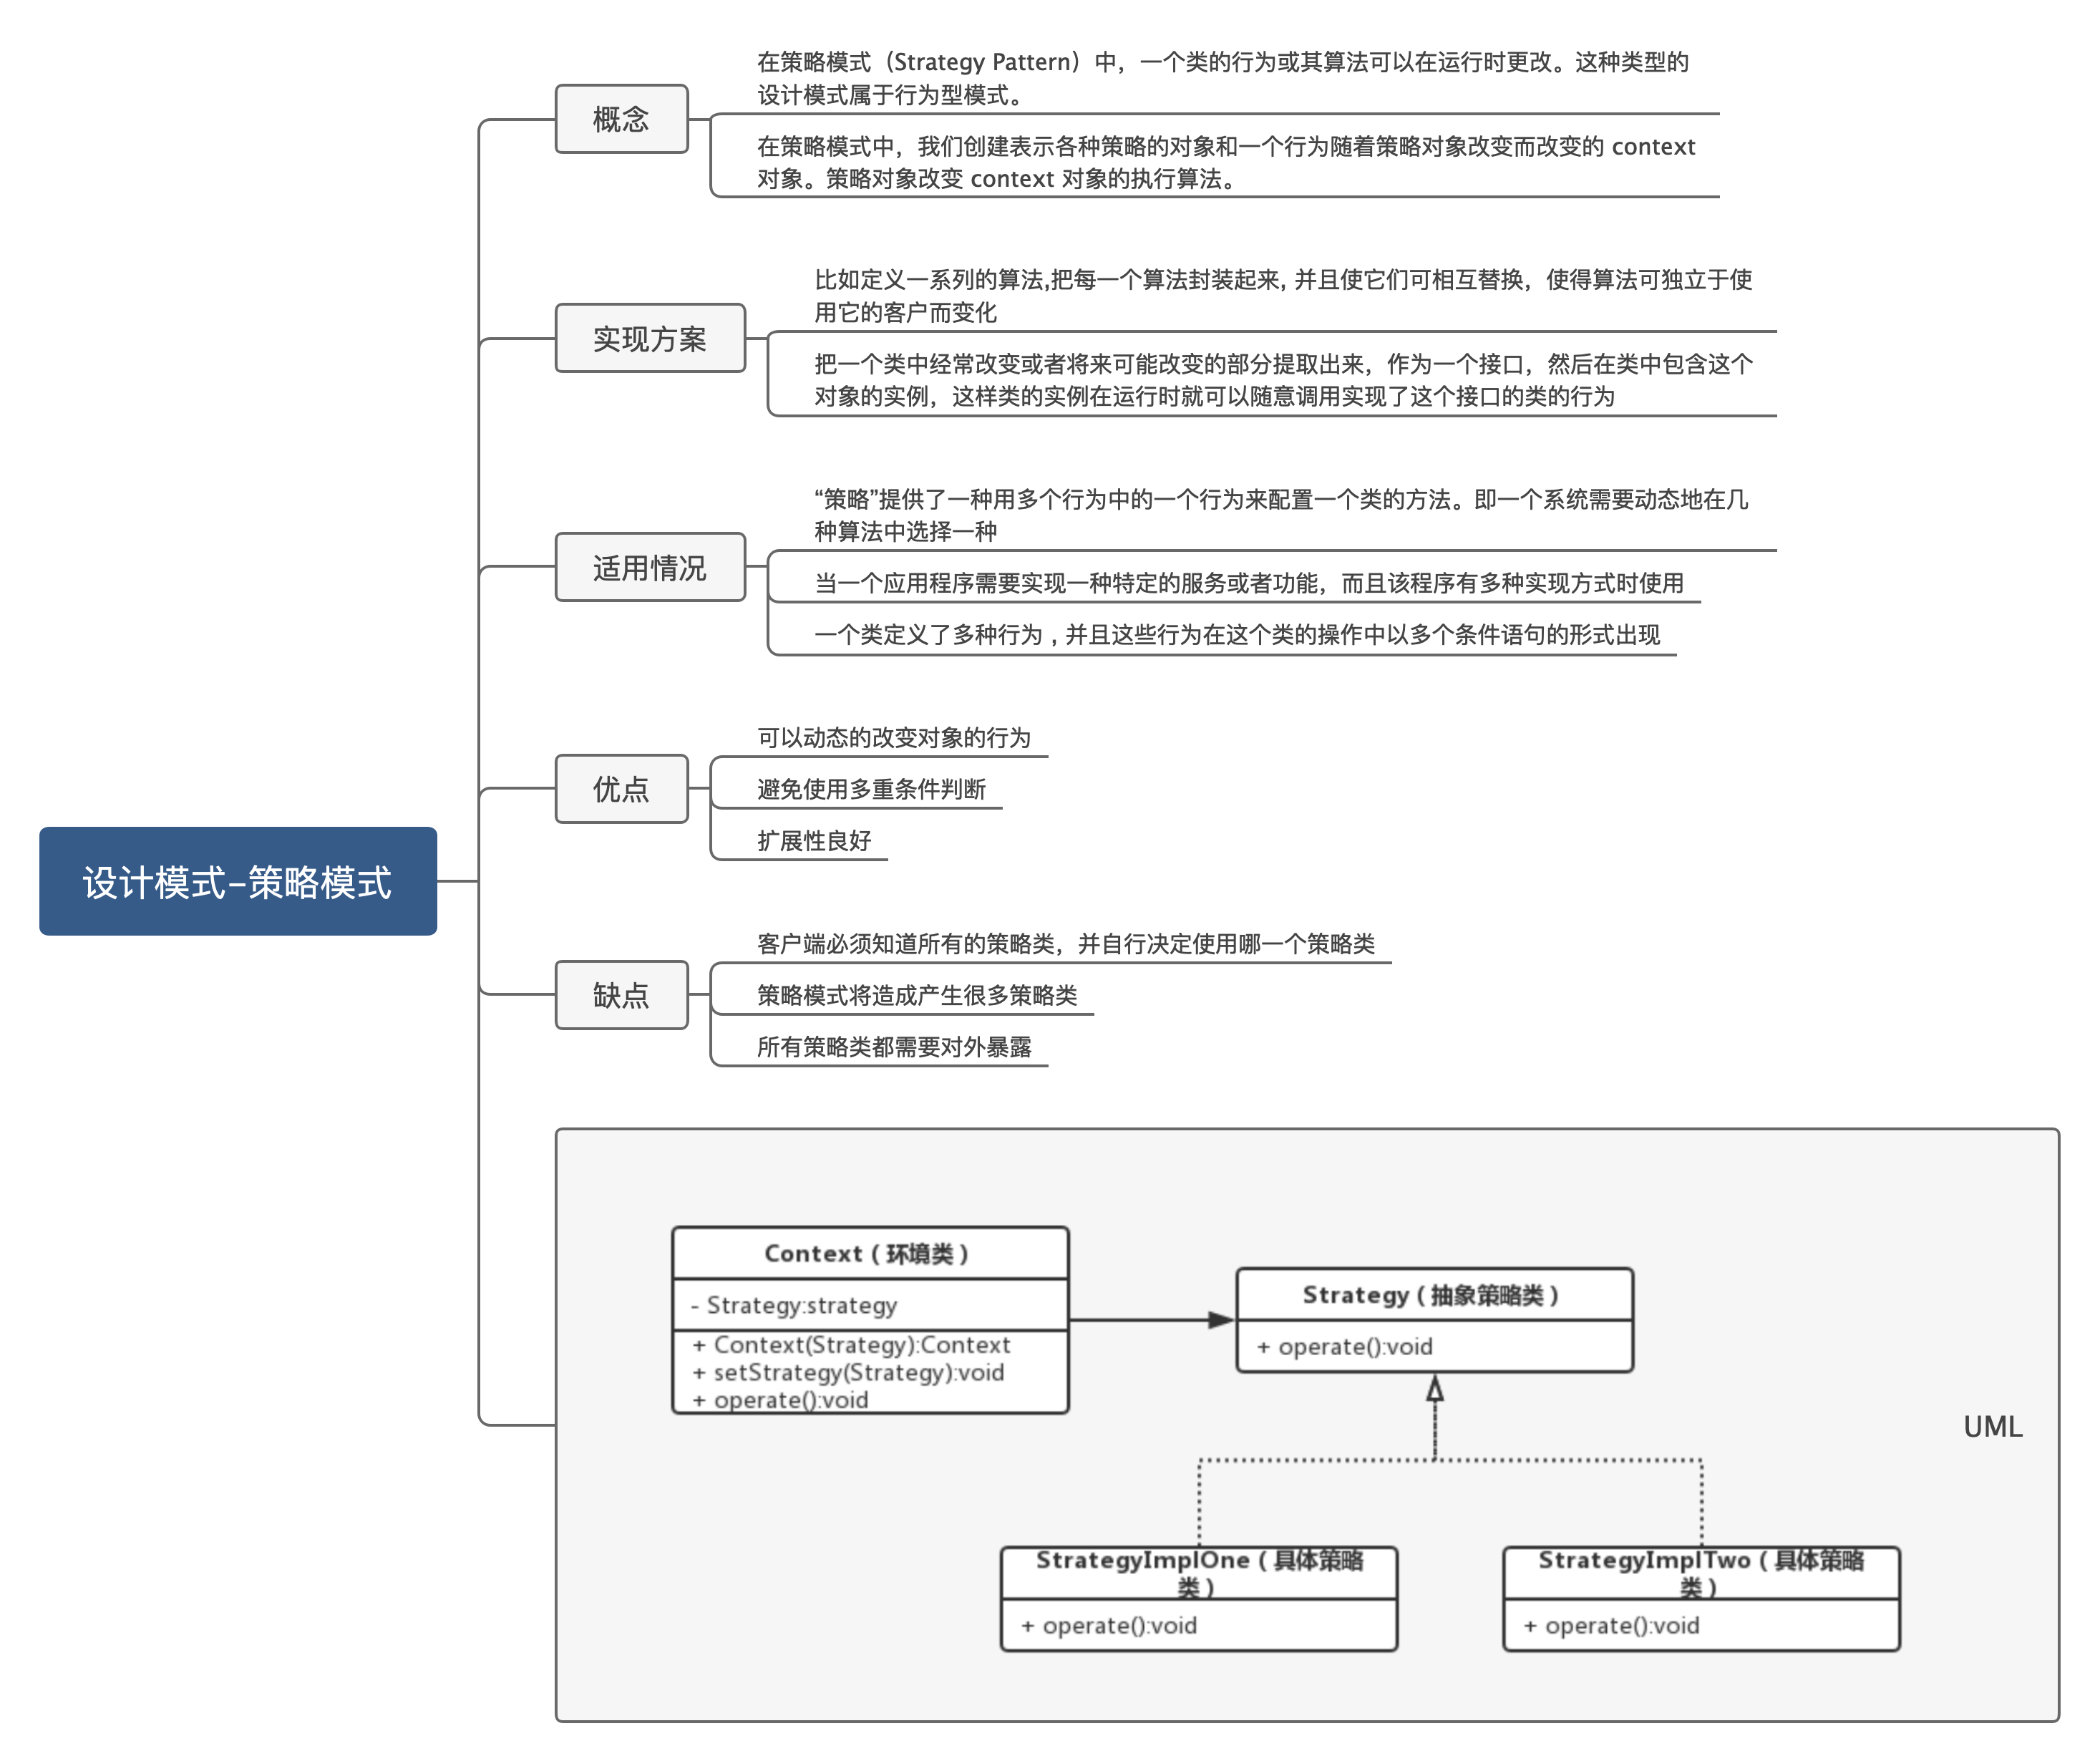 在策略模式（Strategy Pattern）中，一个类的行为或其算法可以在运行时更改。这种类型的
设计模式属于行为型模式。
概念
在策略模式中，我们创建表示各种策略的对象和一个行为随着策略对象改变而改变的 context
对象。策略对象改变 context 对象的执行算法。
比如定义一系列的算法,把每一个算法封装起来, 并且使它们可相互替换，使得算法可独立于使
用它的客户而变化
实现方案
把一个类中经常改变或者将来可能改变的部分提取出来，作为一个接口，然后在类中包含这个
对象的实例，这样类的实例在运行时就可以随意调用实现了这个接口的类的行为
“策略”提供了一种用多个行为中的一个行为来配置一个类的方法。即一个系统需要动态地在几
种算法中选择一种
适用情况
当一个应用程序需要实现一种特定的服务或者功能，而且该程序有多种实现方式时使用
一个类定义了多种行为 , 并且这些行为在这个类的操作中以多个条件语句的形式出现
可以动态的改变对象的行为
优点
避免使用多重条件判断
扩展性良好
设计模式-策略模式
客户端必须知道所有的策略类，并自行决定使用哪一个策略类
缺点
策略模式将造成产生很多策略类
所有策略类都需要对外暴露
Context（环境类）
- Strategy:strategy
+ Context(Strategy):Context
+ setStrategy(Strategy):void
+ operate():void
Strategy（抽象策略类）
+ operate():void
UML
StrategyImplOne（具体策略
类）
+ operate():void
StrategyImplTwo（具体策略
类）
+ operate():void